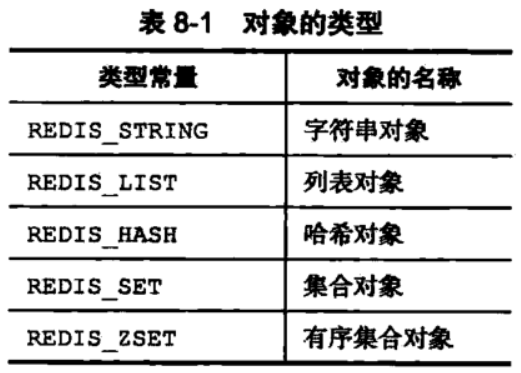 表 8-1 对象的类型
类型常量 对象的名称
REDIS_STRING 字符串对象
REDIS_LIST 列表对象
REDIS_HASH 哈希对象
REDIS_SET 集合对象
REDIS_ZSET 有序集合对象